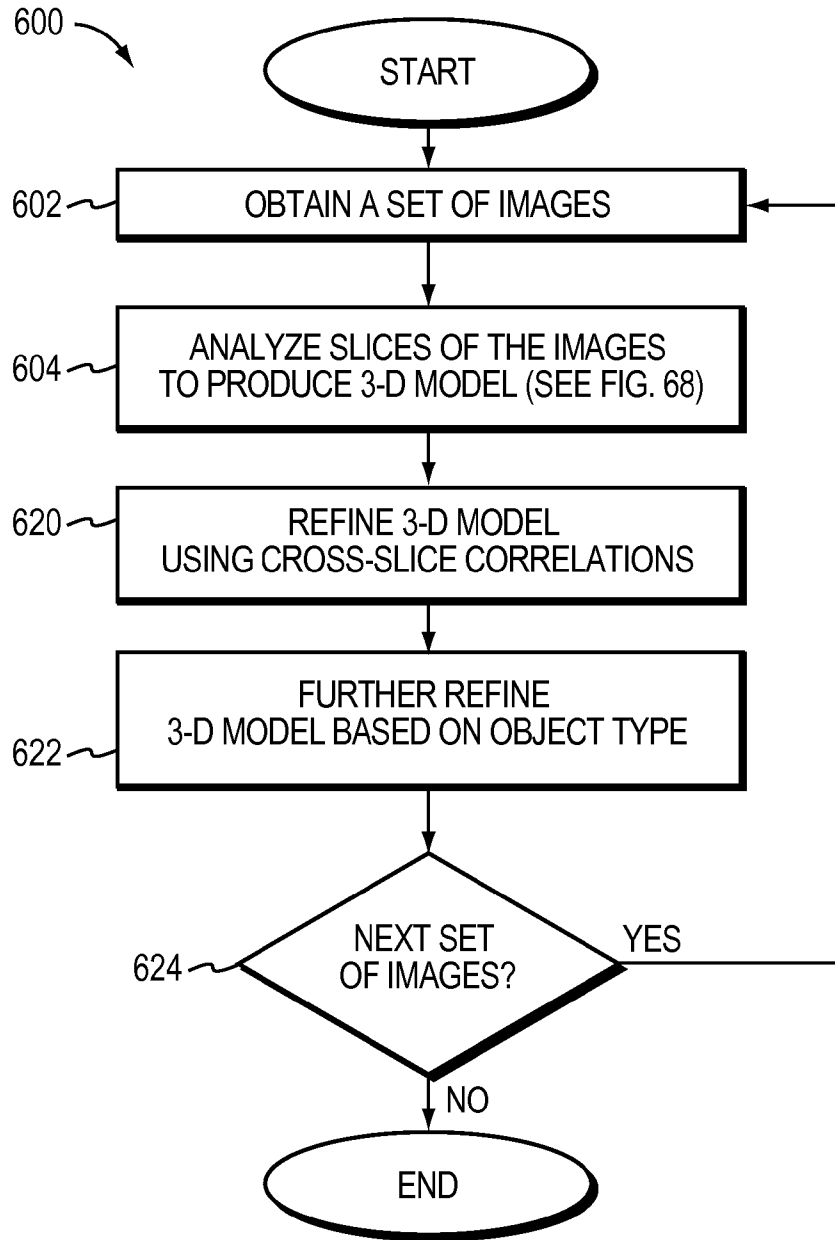 600
START
602
OBTAIN A SET OF IMAGES
604
ANALYZE SLICES OF THE IMAGES
TO PRODUCE 3-D MODEL (SEE FIG. 68)
620
REFINE 3-D MODEL
USING CROSS-SLICE CORRELATIONS
FURTHER REFINE
3-D MODEL BASED ON OBJECT TYPE
622
NEXT SET
OF IMAGES?
YES
624
NO
END